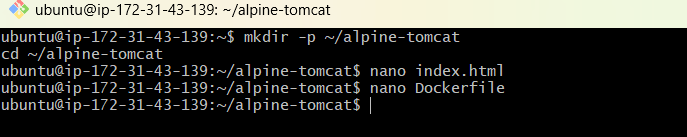 ubuntu@ip-172-31-43-139: ~/alpine-tomcat
ubuntu@ip-172-31-43-139:~$ mkdir -p ~/alpine-tomcat
cd ~/alpine-tomcat
ubuntu@ip-172-31-43-139:~/alpine-tomcat$ nano index.html
ubuntu@ip-172-31-43-139:~/alpine-tomcat$ nano Dockerfile
ubuntu@ip-172-31-43-139:~/alpine-tomcat$